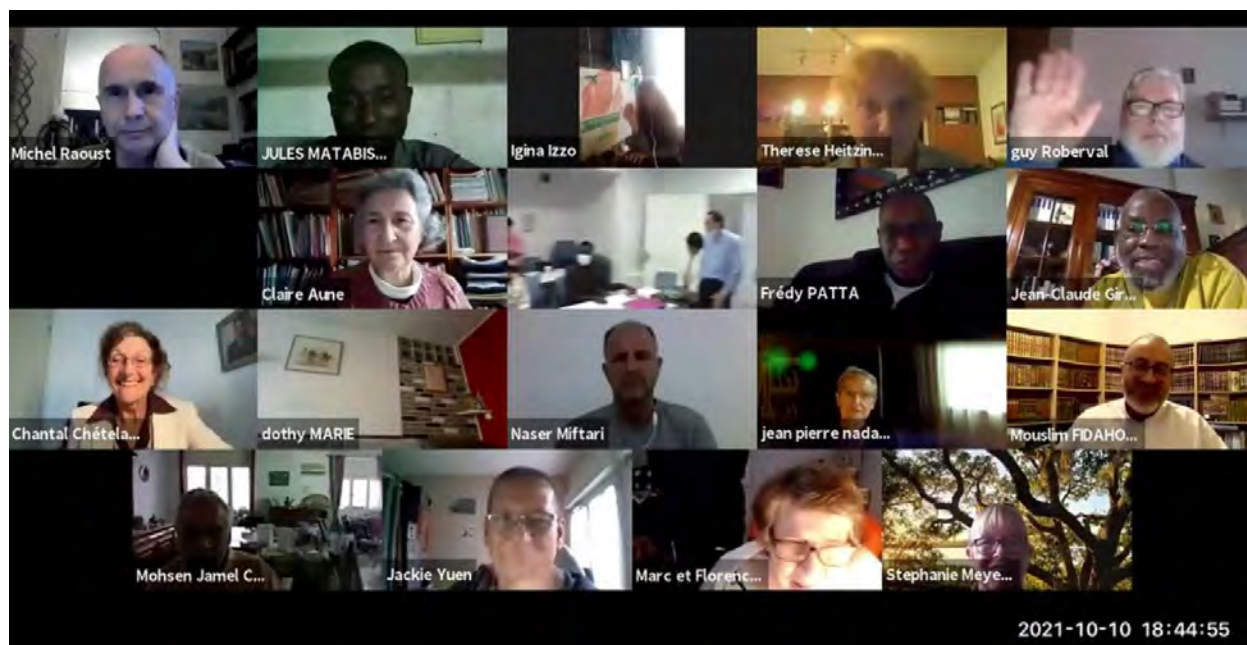 Michel Raoust
JULES MATABIS...
Igina Izzo
Therese Heitzin...
guy Roberval
Claire Aune
Frédy PATTA
Jean-Claude Gir...
Chantal Chétela...
dothy MARIE
Naser Miftari
jean pierre nada...
Mouslim FIDAHO...
Mohsen Jamel C...
Jackie Yuen
Marc et Florenc...
Stephanie Meye...
2021-10-10 18:44:55